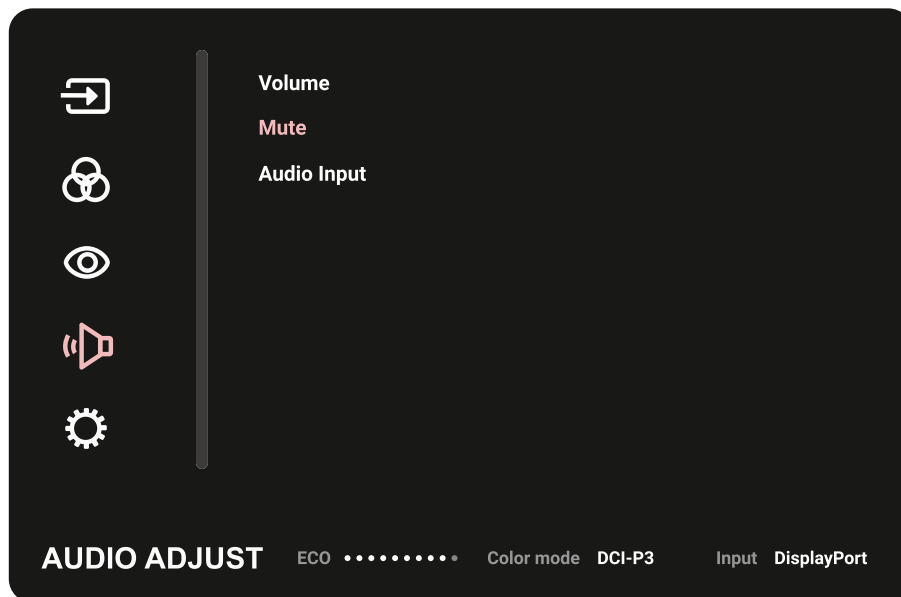 Volume
Mute
Audio Input
AUDIO ADJUST ECO Color mode DCI-P3 Input DisplayPort